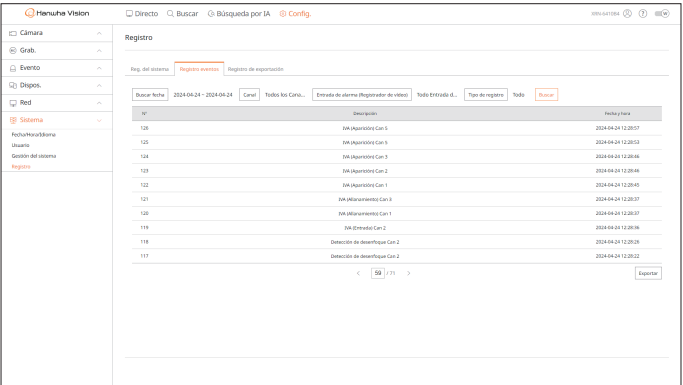 Hanwha Vision
Directo Buscar Búsqueda por IA Config.
XRN-6410B4
Cámara
Grab.
Evento
Dispos.
Red
Sistema
Fecha/Hora/Idioma
Usuario
Gestión del sistema
Registro
Registro
Reg. del sistema Registro eventos Registro de exportación
Buscar fecha 2024-04-24 ~ 2024-04-24 Canal Todos los Cana... Entrada de alarma (Registrador de vídeo) Todo Entrada d... Tipo de registro Todo Buscar
N° Descripción Fecha y hora
126 IVA (Aparición) Can 5 2024-04-24 12:28:57
125 IVA (Aparición) Can 5 2024-04-24 12:28:53
124 IVA (Aparición) Can 3 2024-04-24 12:28:46
123 IVA (Aparición) Can 2 2024-04-24 12:28:46
122 IVA (Aparición) Can 1 2024-04-24 12:28:45
121 IVA (Allanamiento) Can 3 2024-04-24 12:28:37
120 IVA (Allanamiento) Can 1 2024-04-24 12:28:37
119 IVA (Entrada) Can 2 2024-04-24 12:28:36
118 Detección de desenfoque Can 2 2024-04-24 12:28:26
117 Detección de desenfoque Can 2 2024-04-24 12:28:22
< 59 / 71 >
Exportar